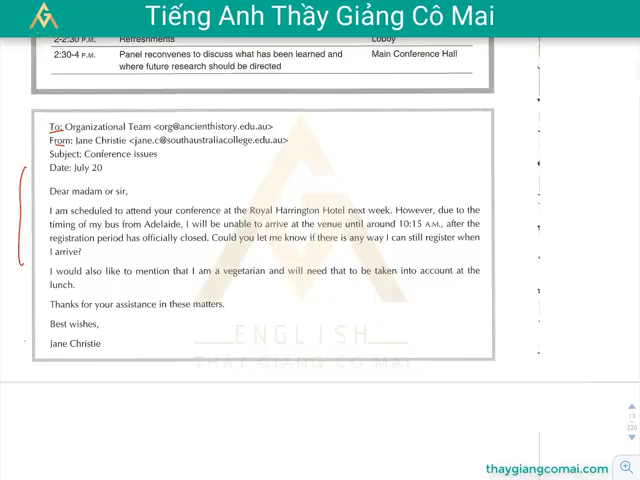 Tiếng Anh Thầy Giảng Cô Mai
2-2:30 P.M. Refreshments Lobby
2:30-4 P.M. Panel reconvenes to discuss what has been learned and Main Conference Hall
where future research should be directed
To: Organizational Team <org@ancienthistory.edu.au>
From: Jane Christie <jane.c@southaustraliacollege.edu.au>
Subject: Conference issues
Date: July 20
Dear madam or sir,
I am scheduled to attend your conference at the Royal Harrington Hotel next week. However, due to the
timing of my bus from Adelaide, I will be unable to arrive at the venue until around 10:15 A.M., after the
registration period has officially closed. Could you let me know if there is any way I can still register when
I arrive?
I would also like to mention that I am a vegetarian and will need that to be taken into account at the
lunch.
Thanks for your assistance in these matters.
Best wishes,
Jane Christie
ENGLISH
THẦY GIẢNG CÔ MAI
13
220
thaygiangcomai.com